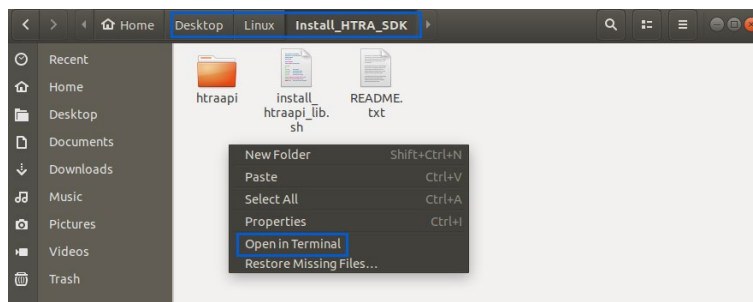 Home Desktop Linux Install_HTRA_SDK
Recent
Home
Desktop
Documents
Downloads
Music
Pictures
Videos
Trash
htraapi
install_
htraapi_lib.
sh
README.
txt
New Folder Shift+Ctrl+N
Paste Ctrl+V
Select All Ctrl+A
Properties Ctrl+I
Open in Terminal
Restore Missing Files...